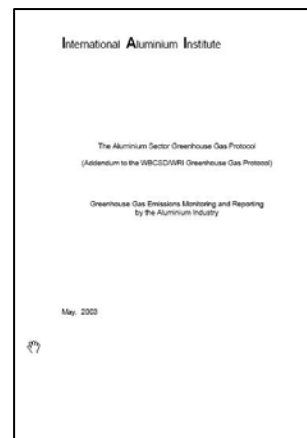 International Aluminium Institute
The Aluminium Sector Greenhouse Gas Protocol
(Addendum to the WBCSD/WRI Greenhouse Gas Protocol)
Greenhouse Gas Emissions Monitoring and Reporting
by the Aluminium Industry
May, 2003